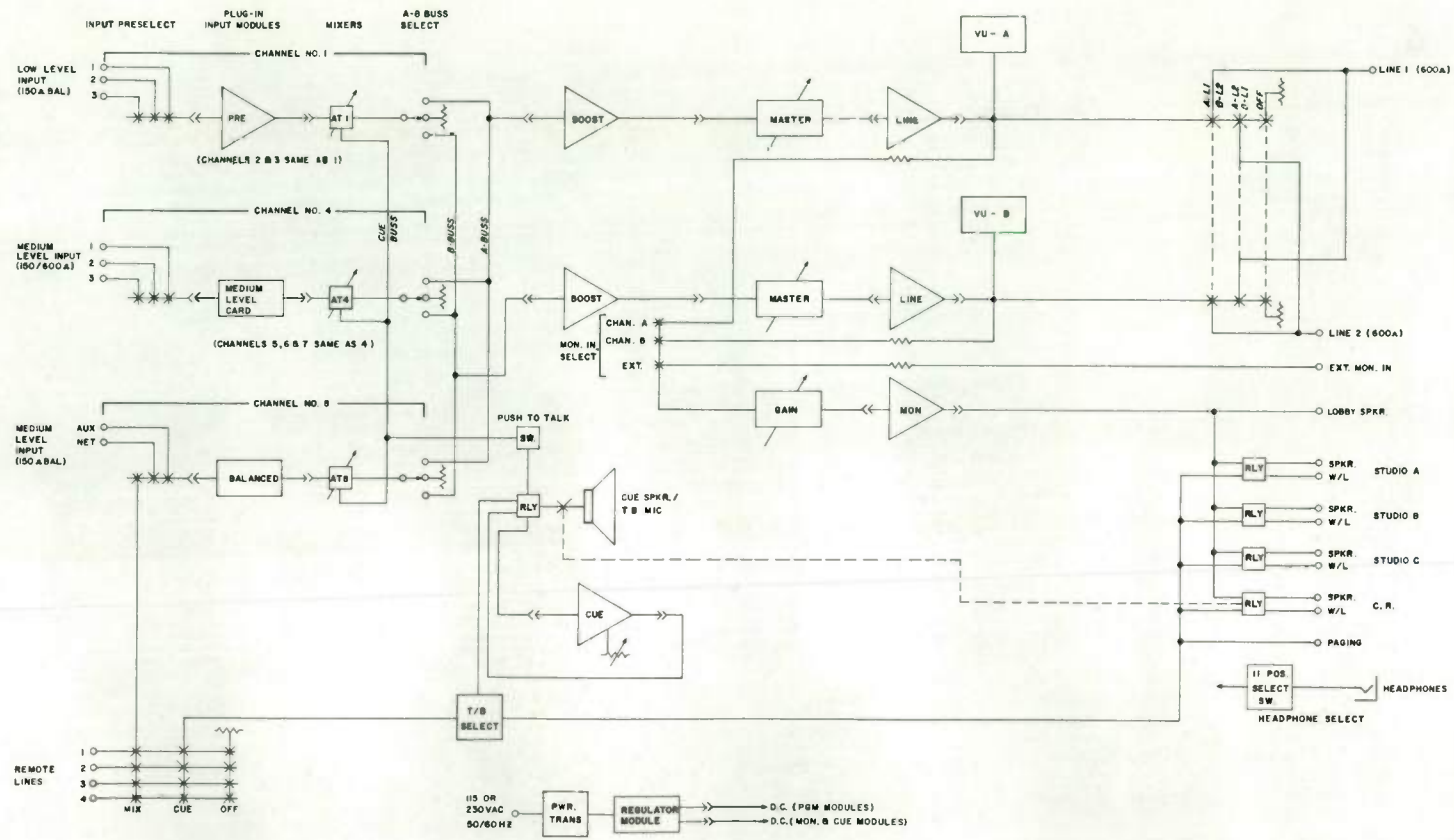 INPUT PRESELECT
PLUG-IN
INPUT MODULES
MIXERS
A-B BUSS
SELECT
CHANNEL NO. 1
LOW LEVEL
INPUT
(150Ω BAL)
1
2
3
PRE
AT 1
(CHANNELS 2 & 3 SAME AS 1)
BOOST
MASTER
LINE
VU - A
A-L1
B-L2
A-L2
B-L1
OFF
LINE 1 (600Ω)
CHANNEL NO. 4
MEDIUM
LEVEL INPUT
(150/600Ω)
1
2
3
MEDIUM
LEVEL
CARD
AT4
(CHANNELS 5, 6 & 7 SAME AS 4)
CUE
BUSS
B-BUSS
A-BUSS
BOOST
MASTER
LINE
VU - B
LINE 2 (600Ω)
MON. IN
SELECT
CHAN. A
CHAN. B
EXT.
EXT. MON. IN
GAIN
MON
LOBBY SPKR.
CHANNEL NO. 8
MEDIUM
LEVEL
INPUT
(150Ω BAL)
AUX
NET
BALANCED
AT8
PUSH TO TALK
SW.
RLY
CUE SPKR./
T B MIC
CUE
T/B
SELECT
RLY
SPKR.
W/L
STUDIO A
RLY
SPKR.
W/L
STUDIO B
RLY
SPKR.
W/L
STUDIO C
RLY
SPKR.
W/L
C. R.
PAGING
11 POS.
SELECT
SW.
HEADPHONES
HEADPHONE SELECT
REMOTE
LINES
1
2
3
4
MIX
CUE
OFF
115 OR
230VAC
50/60HZ
PWR.
TRANS
REGULATOR
MODULE
D.C. (PGM MODULES)
D.C. (MON. & CUE MODULES)